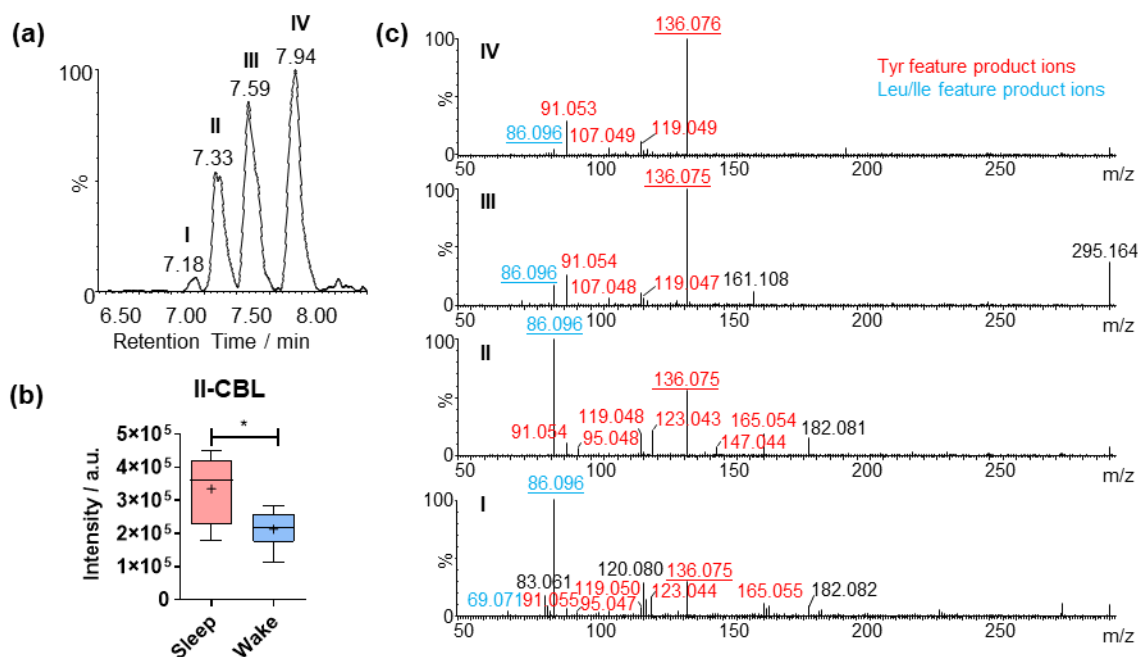 (a)
IV
7.94
III
7.59
II
7.33
I
7.18
100
%
0
6.50 7.00 7.50 8.00
Retention Time / min
(b)
II-CBL
*
5×10⁵
4×10⁵
3×10⁵
2×10⁵
1×10⁵
0
Intensity / a.u.
Sleep
Wake
(c)
Tyr feature product ions
Leu/Ile feature product ions
IV
136.076
91.053
86.096
107.049
119.049
100
%
0
50 100 150 200 250 m/z
III
136.075
295.164
91.054
86.096
107.048
119.047
161.108
100
%
0
50 100 150 200 250 m/z
II
86.096
136.075
119.048
123.043
165.054
182.081
91.054
95.048
147.044
100
%
0
50 100 150 200 250 m/z
I
86.096
120.080
136.075
83.061
119.050
69.071
91.055
95.047
123.044
165.055
182.082
100
%
0
50 100 150 200 250 m/z